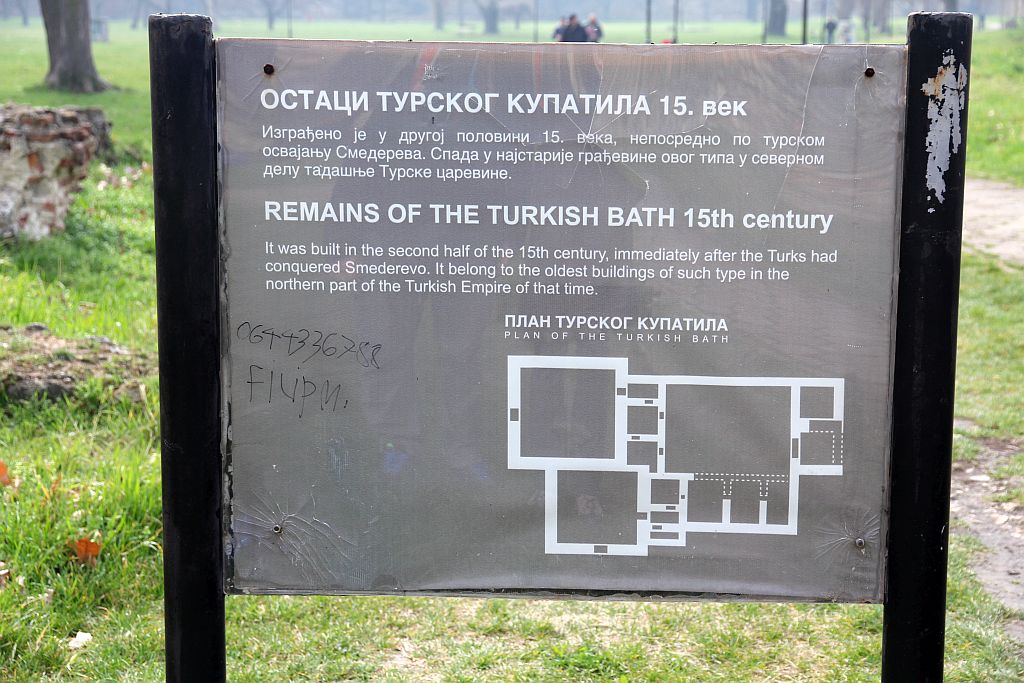 ОСТАЦИ ТУРСКОГ КУПАТИЛА 15. век
Изграђено је у другој половини 15. века, непосредно по турском
освајању Смедерева. Спада у најстарије грађевине овог типа у северном
делу тадашње Турске царевине.
REMAINS OF THE TURKISH BATH 15th century
It was built in the second half of the 15th century, immediately after the Turks had
conquered Smederevo. It belong to the oldest buildings of such type in the
northern part of the Turkish Empire of that time.
ПЛАН ТУРСКОГ КУПАТИЛА
PLAN OF THE TURKISH BATH
0644336788
FILIPM.